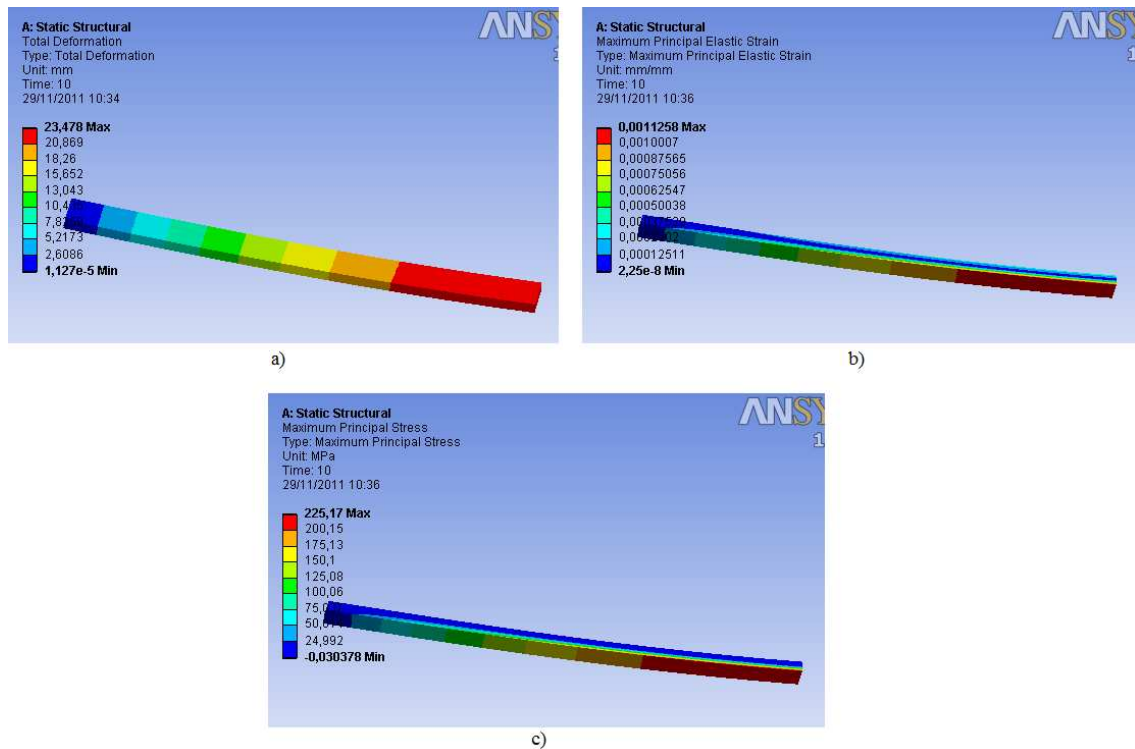 A: Static Structural
Total Deformation
Type: Total Deformation
Unit: mm
Time: 10
29/11/2011 10:34
23,478 Max
20,869
18,26
15,652
13,043
5,2173
2,6086
1,127e-5 Min
a)
A: Static Structural
Maximum Principal Elastic Strain
Type: Maximum Principal Elastic Strain
Unit: mm/mm
Time: 10
29/11/2011 10:36
0,0011258 Max
0,0010007
0,00087565
0,00075056
0,00062547
0,00050038
0,00012511
2,25e-8 Min
b)
A: Static Structural
Maximum Principal Stress
Type: Maximum Principal Stress
Unit: MPa
Time: 10
29/11/2011 10:36
225,17 Max
200,15
175,13
150,1
125,08
100,06
24,992
-0,030378 Min
c)